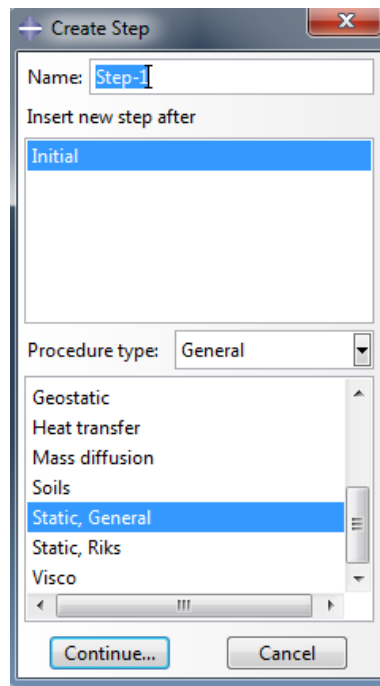 Create Step
Name: Step-1
Insert new step after
Initial
Procedure type: General
Geostatic
Heat transfer
Mass diffusion
Soils
Static, General
Static, Riks
Visco
Continue... Cancel